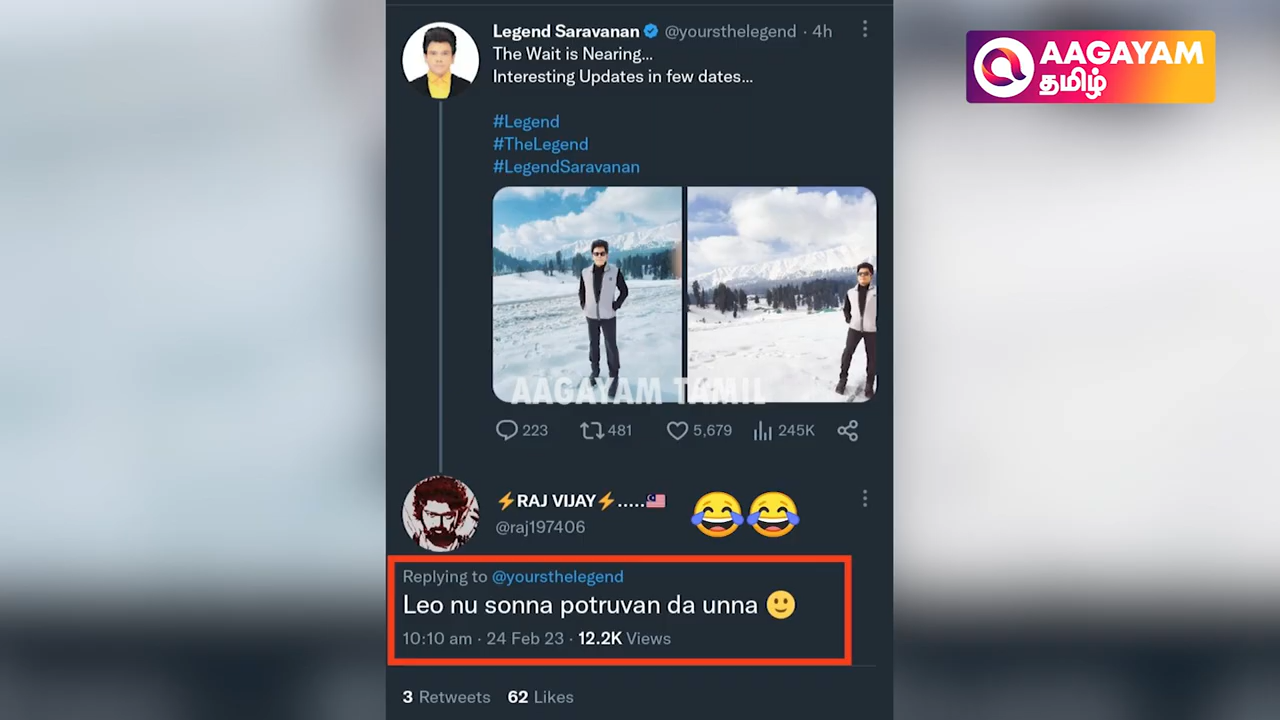 Legend Saravanan @yoursthelegend · 4h
The Wait is Nearing...
Interesting Updates in few dates...
#Legend
#TheLegend
#LegendSaravanan
AAGAYAM TAMIL
223 481 5,679 245K
⚡RAJ VIJAY⚡.....🇲🇾 😂😂
@raj197406
Replying to @yoursthelegend
Leo nu sonna potruvan da unna 🙂
10:10 am · 24 Feb 23 · 12.2K Views
3 Retweets 62 Likes
AAGAYAM
தமிழ்